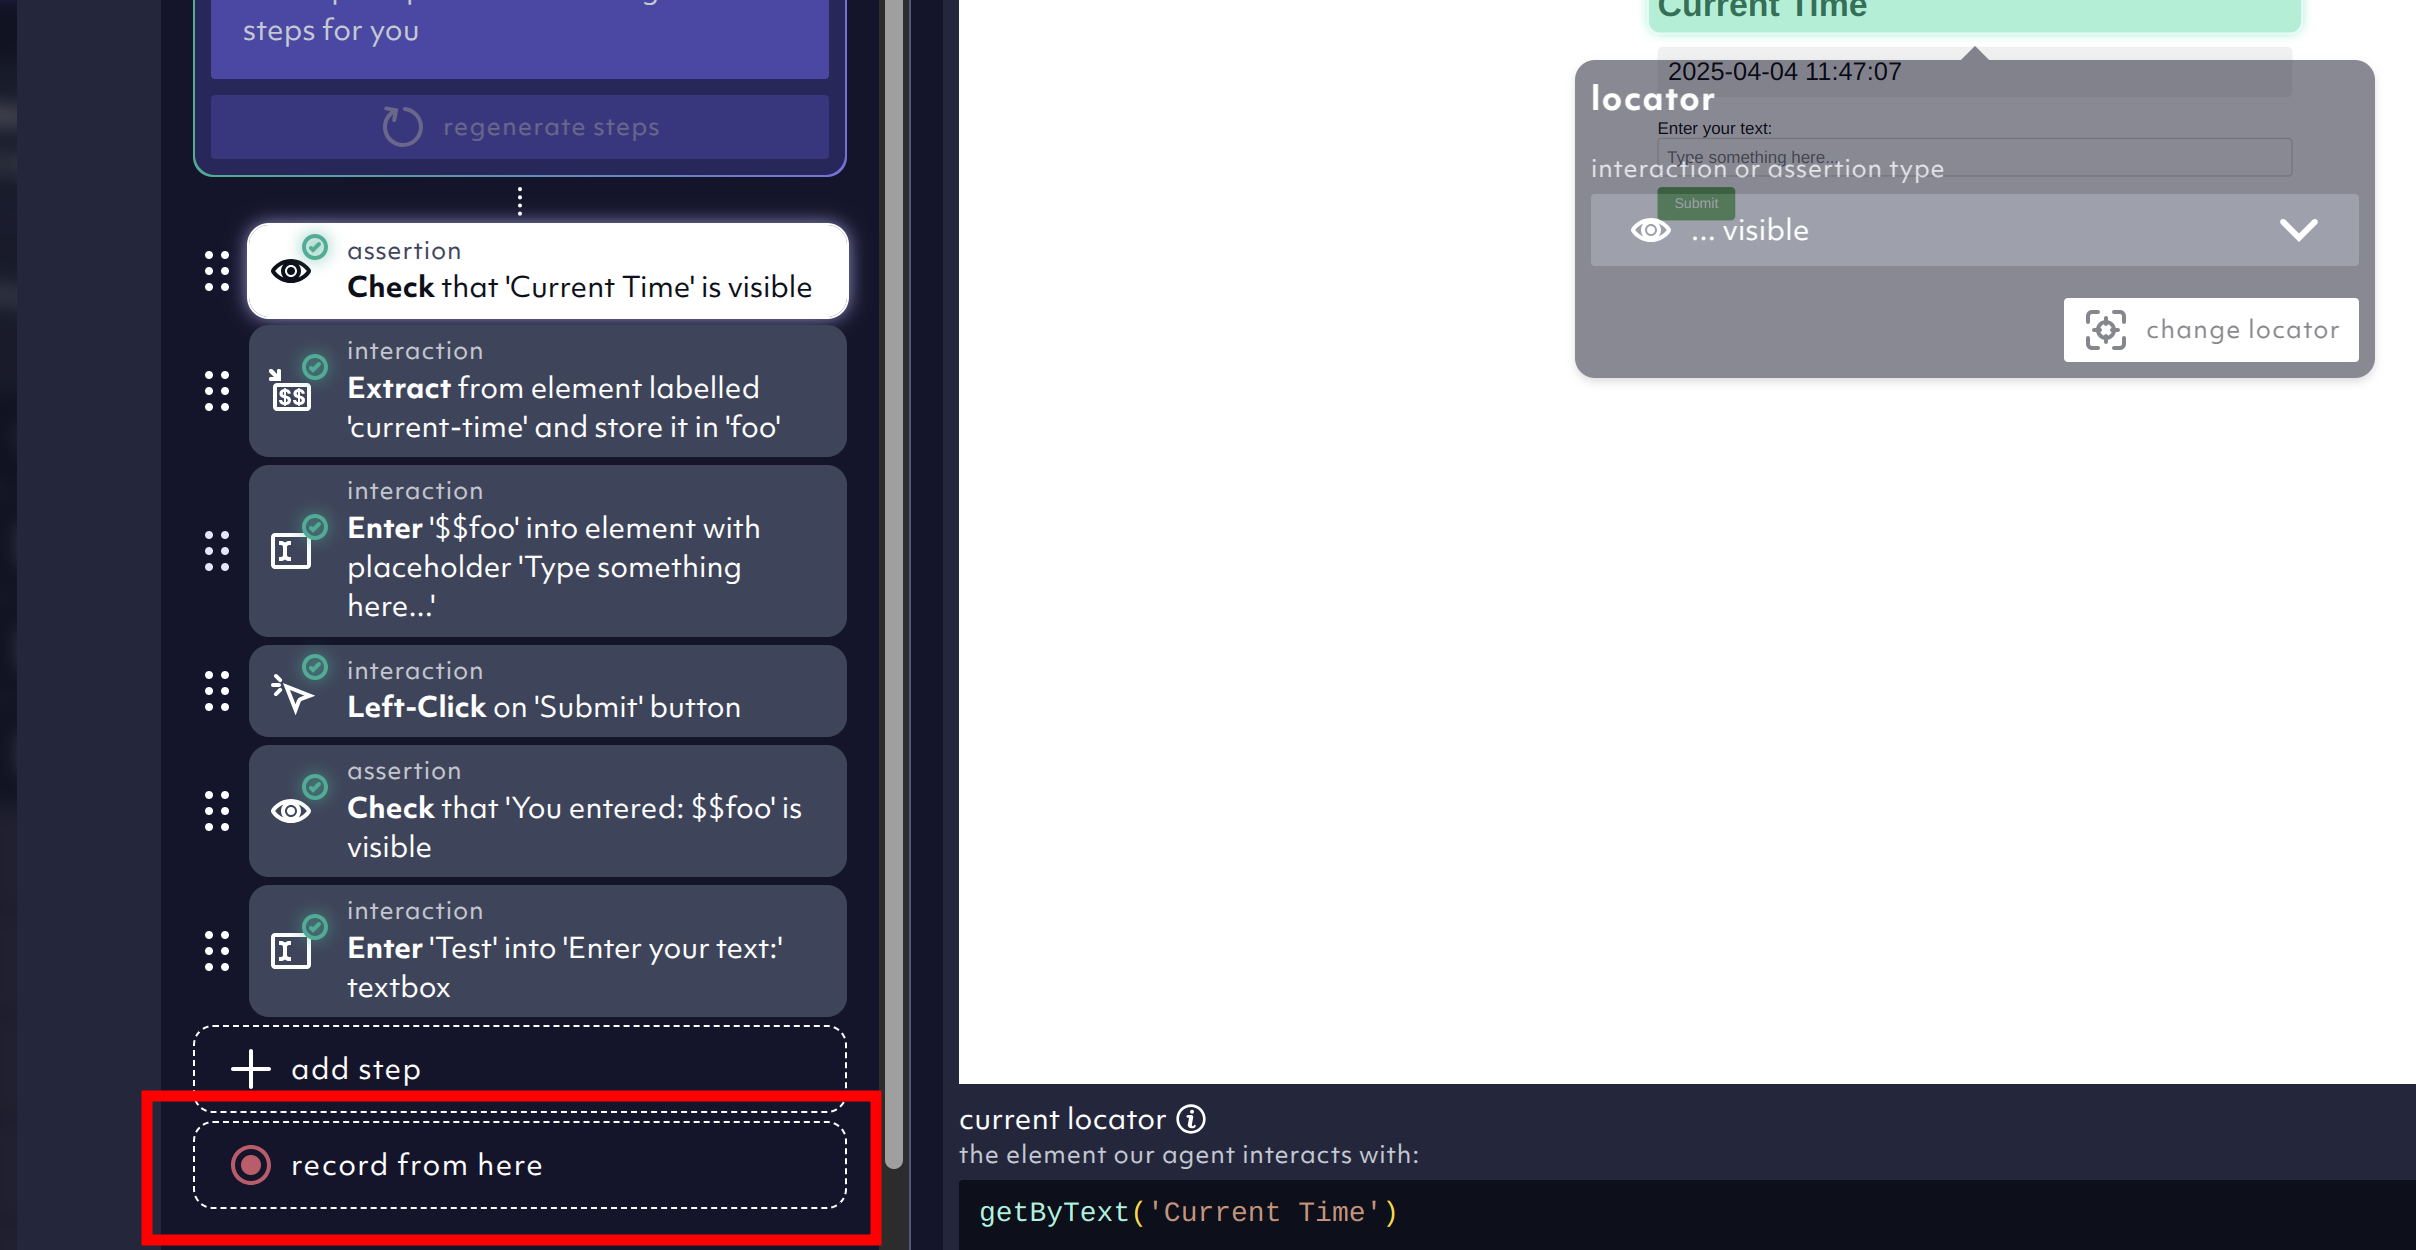 steps for you
regenerate steps
assertion
Check that 'Current Time' is visible
interaction
Extract from element labelled
'current-time' and store it in 'foo'
interaction
Enter '$$foo' into element with
placeholder 'Type something
here...'
interaction
Left-Click on 'Submit' button
assertion
Check that 'You entered: $$foo' is
visible
interaction
Enter 'Test' into 'Enter your text:'
textbox
add step
record from here
Current Time
2025-04-04 11:47:07
locator
Enter your text:
Type something here...
interaction or assertion type
Submit
... visible
change locator
current locator
the element our agent interacts with:
getByText('Current Time')